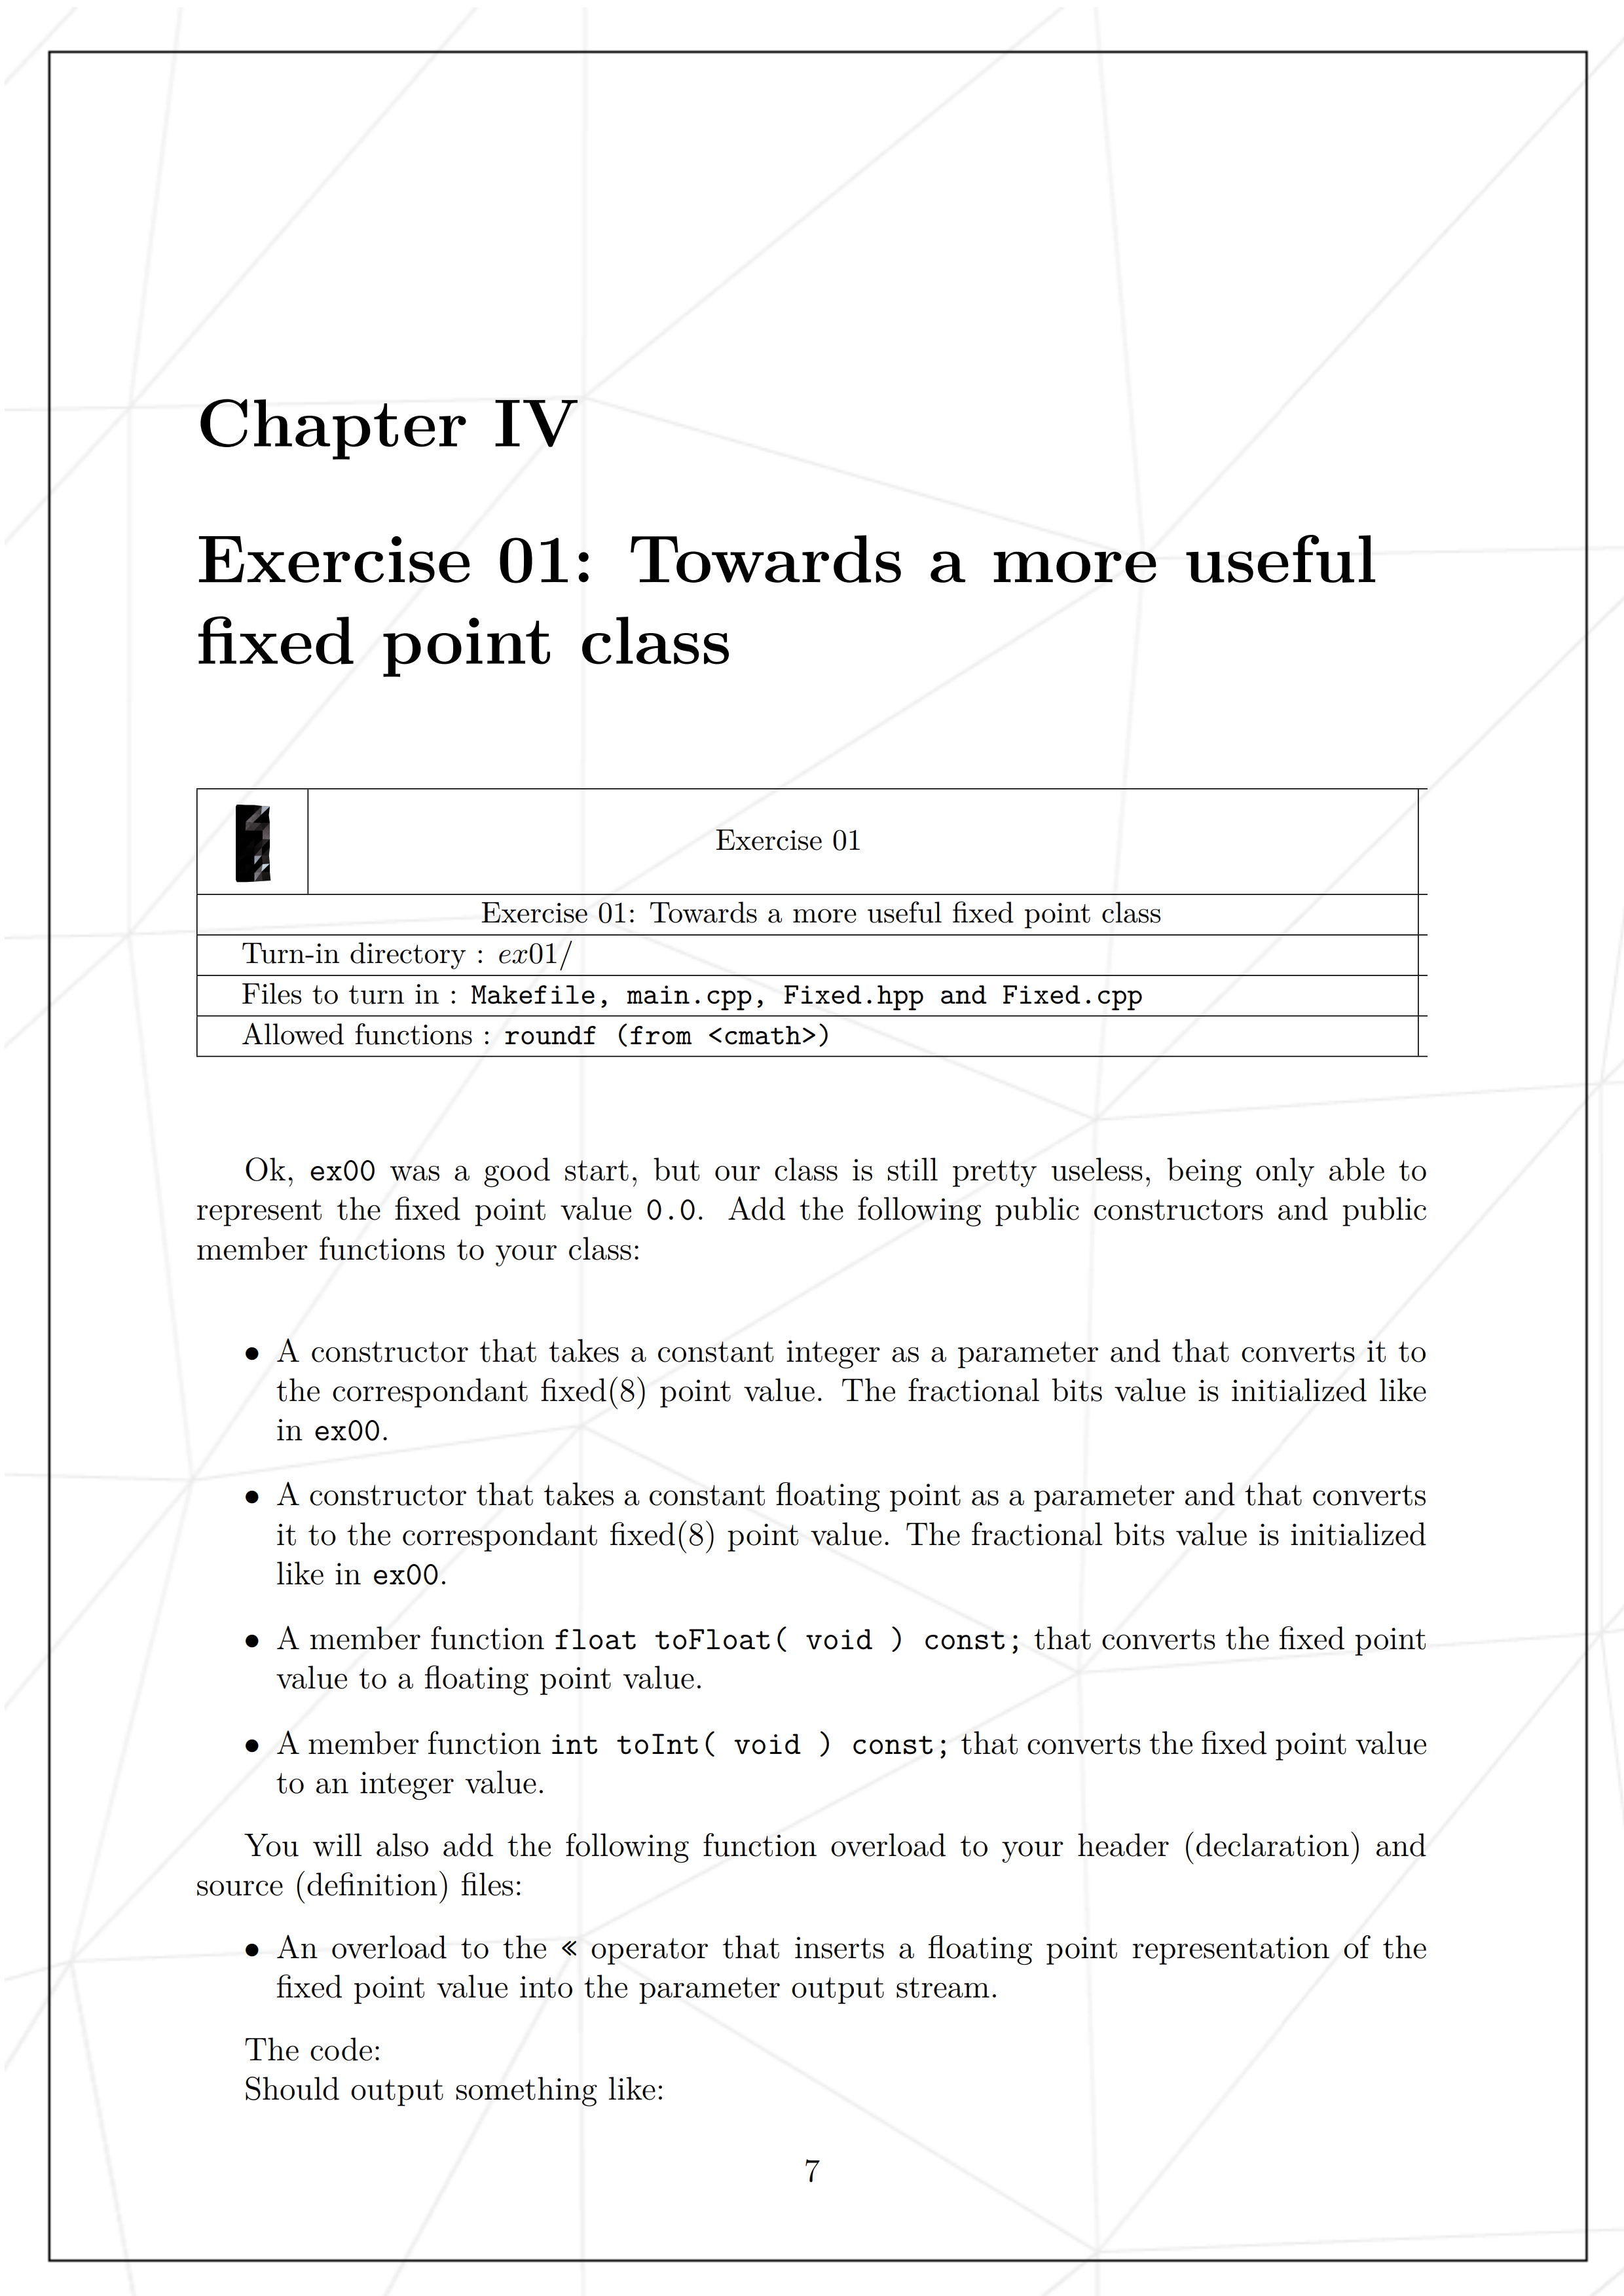 Chapter IV
Exercise 01: Towards a more useful
fixed point class
Exercise 01
Exercise 01: Towards a more useful fixed point class
Turn-in directory : ex01/
Files to turn in : Makefile, main.cpp, Fixed.hpp and Fixed.cpp
Allowed functions : roundf (from <cmath>)
Ok, ex00 was a good start, but our class is still pretty useless, being only able to
represent the fixed point value 0.0. Add the following public constructors and public
member functions to your class:
• A constructor that takes a constant integer as a parameter and that converts it to
the correspondant fixed(8) point value. The fractional bits value is initialized like
in ex00.
• A constructor that takes a constant floating point as a parameter and that converts
it to the correspondant fixed(8) point value. The fractional bits value is initialized
like in ex00.
• A member function float toFloat( void ) const; that converts the fixed point
value to a floating point value.
• A member function int toInt( void ) const; that converts the fixed point value
to an integer value.
You will also add the following function overload to your header (declaration) and
source (definition) files:
• An overload to the « operator that inserts a floating point representation of the
fixed point value into the parameter output stream.
The code:
Should output something like:
7